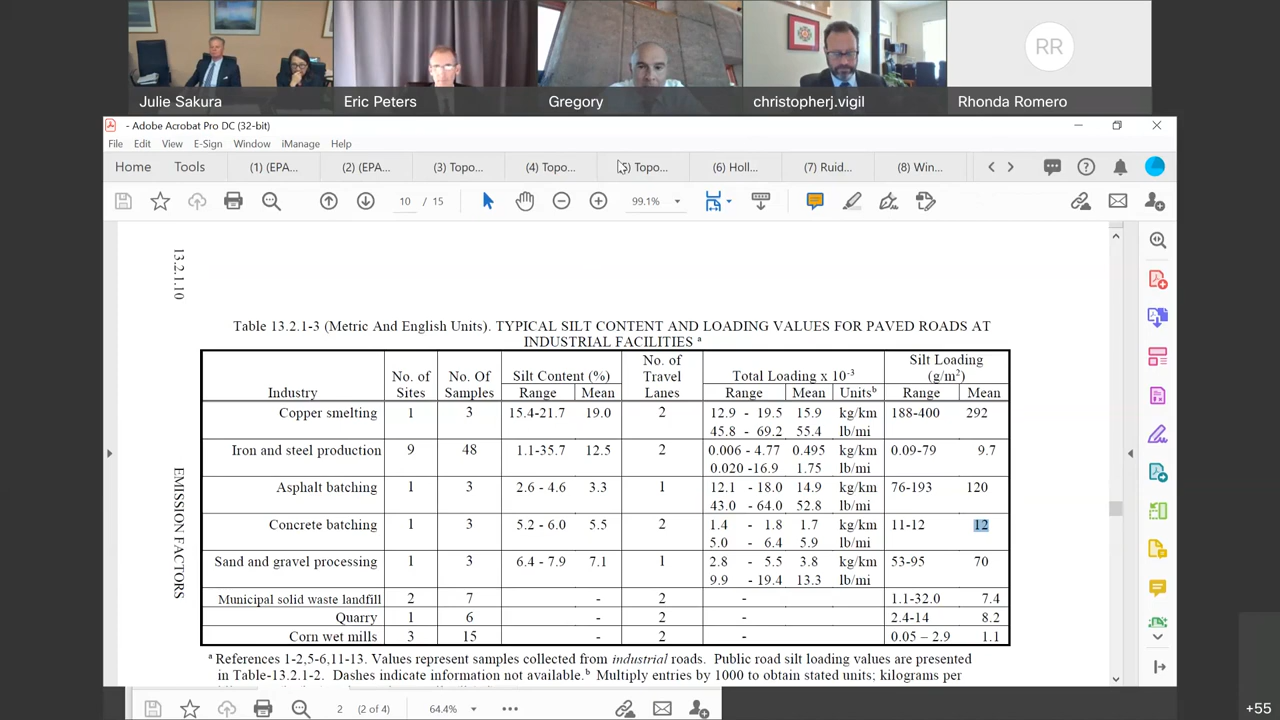 RR
Julie Sakura
Eric Peters
Gregory
christopherj.vigil
Rhonda Romero
- Adobe Acrobat Pro DC (32-bit)
File Edit View E-Sign Window iManage Help
Home Tools (1) (EPA... (2) (EPA... (3) Topo... (4) Topo... 5) Topo... (6) Holl... (7) Ruid... (8) Win...
10 / 15 99.1%
13.2.1.10
EMISSION FACTORS
Table 13.2.1-3 (Metric And English Units). TYPICAL SILT CONTENT AND LOADING VALUES FOR PAVED ROADS AT
INDUSTRIAL FACILITIES ᵃ
Industry No. of Sites No. Of Samples Silt Content (%) Range Mean No. of Travel Lanes Total Loading x 10⁻³ Range Mean Unitsᵇ Silt Loading (g/m²) Range Mean
Copper smelting 1 3 15.4-21.7 19.0 2 12.9 - 19.5 15.9 kg/km 188-400 292
45.8 - 69.2 55.4 lb/mi
Iron and steel production 9 48 1.1-35.7 12.5 2 0.006 - 4.77 0.495 kg/km 0.09-79 9.7
0.020 -16.9 1.75 lb/mi
Asphalt batching 1 3 2.6 - 4.6 3.3 1 12.1 - 18.0 14.9 kg/km 76-193 120
43.0 - 64.0 52.8 lb/mi
Concrete batching 1 3 5.2 - 6.0 5.5 2 1.4 - 1.8 1.7 kg/km 11-12 12
5.0 - 6.4 5.9 lb/mi
Sand and gravel processing 1 3 6.4 - 7.9 7.1 1 2.8 - 5.5 3.8 kg/km 53-95 70
9.9 - 19.4 13.3 lb/mi
Municipal solid waste landfill 2 7 - 2 - 1.1-32.0 7.4
Quarry 1 6 - 2 - 2.4-14 8.2
Corn wet mills 3 15 - 2 - 0.05 – 2.9 1.1
ᵃ References 1-2,5-6,11-13. Values represent samples collected from industrial roads. Public road silt loading values are presented
in Table-13.2.1-2. Dashes indicate information not available. ᵇ Multiply entries by 1000 to obtain stated units; kilograms per
2 (2 of 4) 64.4%
+55